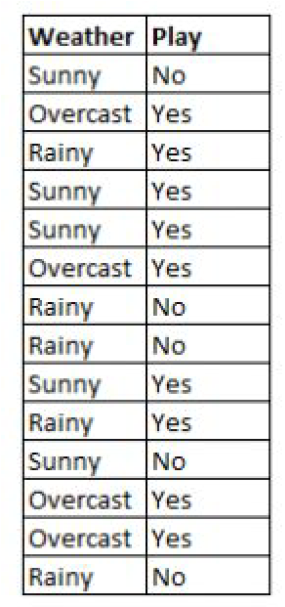 Weather Play
Sunny No
Overcast Yes
Rainy Yes
Sunny Yes
Sunny Yes
Overcast Yes
Rainy No
Rainy No
Sunny Yes
Rainy Yes
Sunny No
Overcast Yes
Overcast Yes
Rainy No